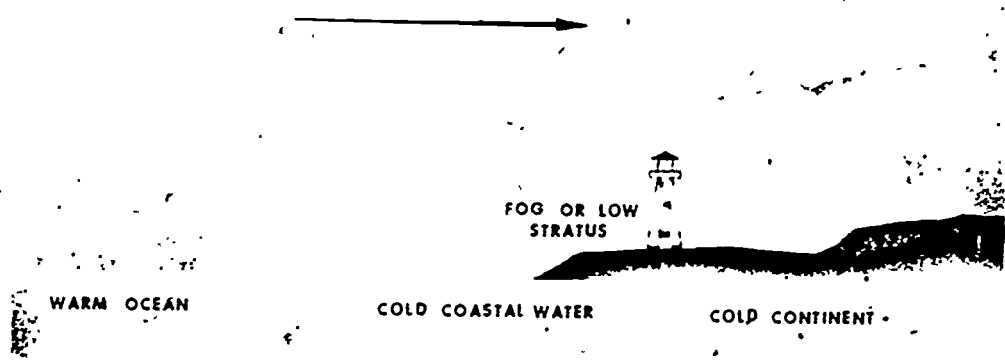 FOG OR LOW
STRATUS
WARM OCEAN
COLD COASTAL WATER
COLD CONTINENT